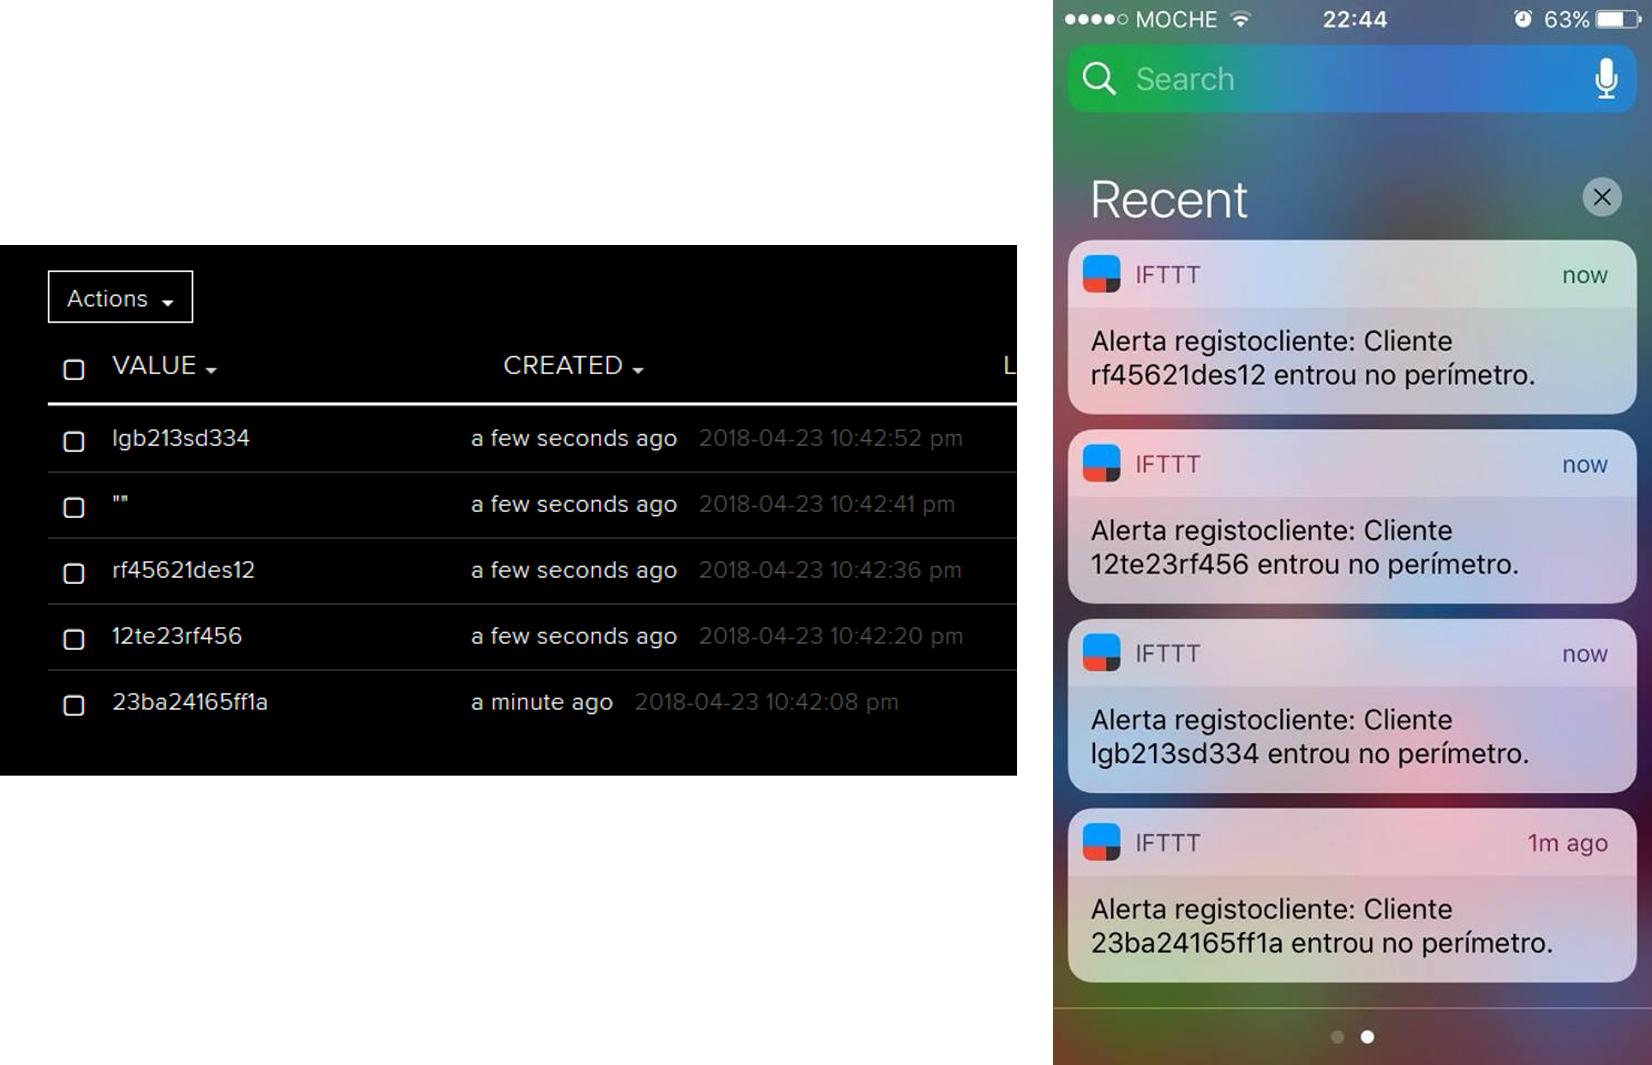 Actions
VALUE CREATED L
lgb213sd334 a few seconds ago 2018-04-23 10:42:52 pm
"" a few seconds ago 2018-04-23 10:42:41 pm
rf45621des12 a few seconds ago 2018-04-23 10:42:36 pm
12te23rf456 a few seconds ago 2018-04-23 10:42:20 pm
23ba24165ff1a a minute ago 2018-04-23 10:42:08 pm
MOCHE 22:44 63%
Search
Recent
IFTTT now
Alerta registocliente: Cliente
rf45621des12 entrou no perímetro.
IFTTT now
Alerta registocliente: Cliente
12te23rf456 entrou no perímetro.
IFTTT now
Alerta registocliente: Cliente
lgb213sd334 entrou no perímetro.
IFTTT 1m ago
Alerta registocliente: Cliente
23ba24165ff1a entrou no perímetro.